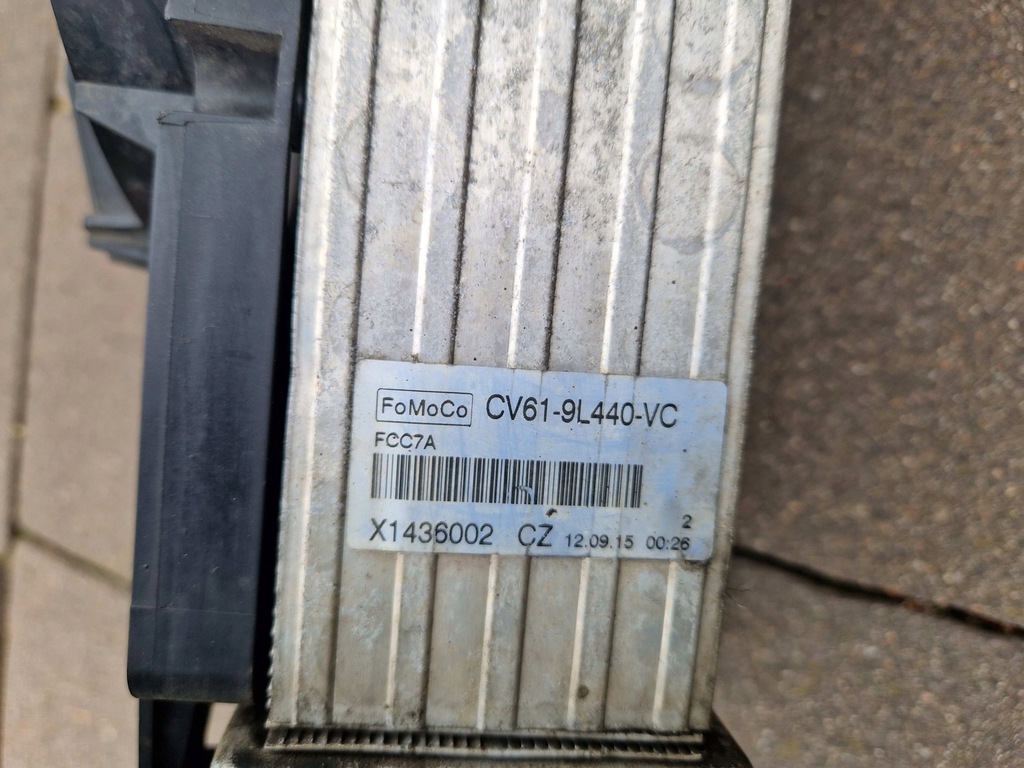 FoMoCo CV61-9L440-VC
FCC7A
2
X1436002 CZ 12.09.15 00:26